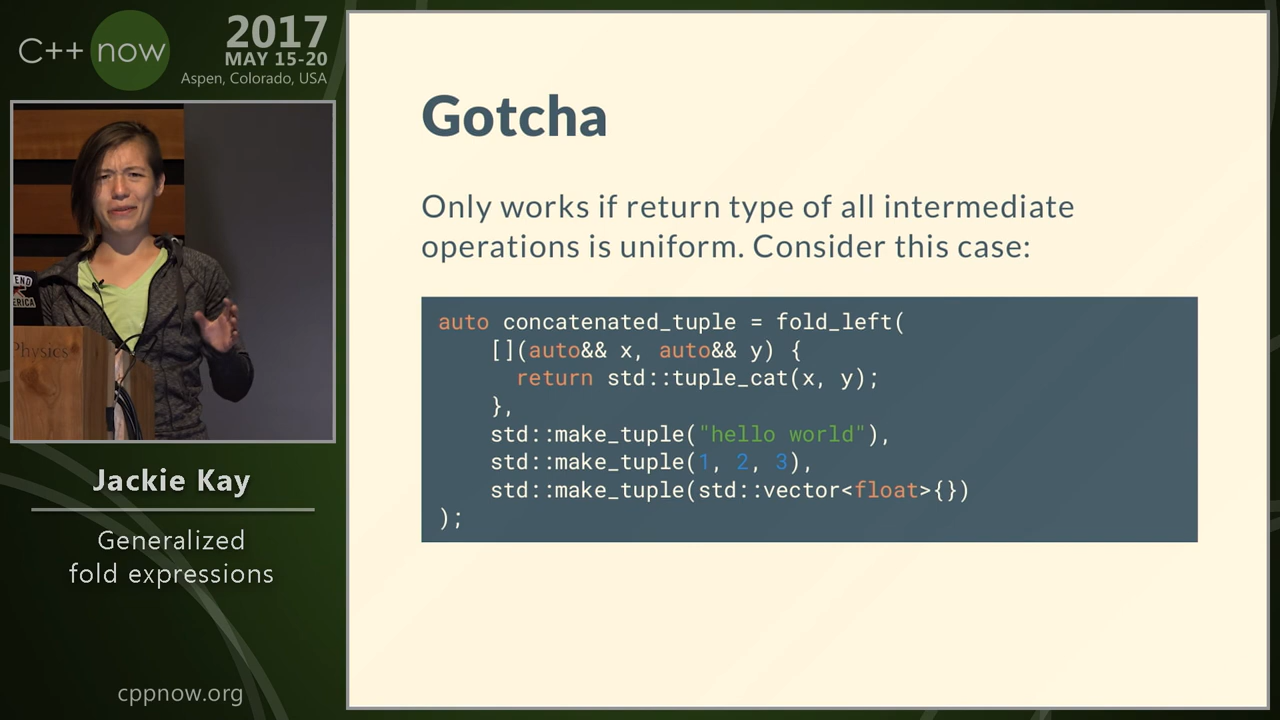 C++ now
2017
MAY 15-20
Aspen, Colorado, USA
Physics
Jackie Kay
Generalized
fold expressions
cppnow.org
Gotcha
Only works if return type of all intermediate
operations is uniform. Consider this case:
auto concatenated_tuple = fold_left(
[](auto&& x, auto&& y) {
return std::tuple_cat(x, y);
},
std::make_tuple("hello world"),
std::make_tuple(1, 2, 3),
std::make_tuple(std::vector<float>{})
);